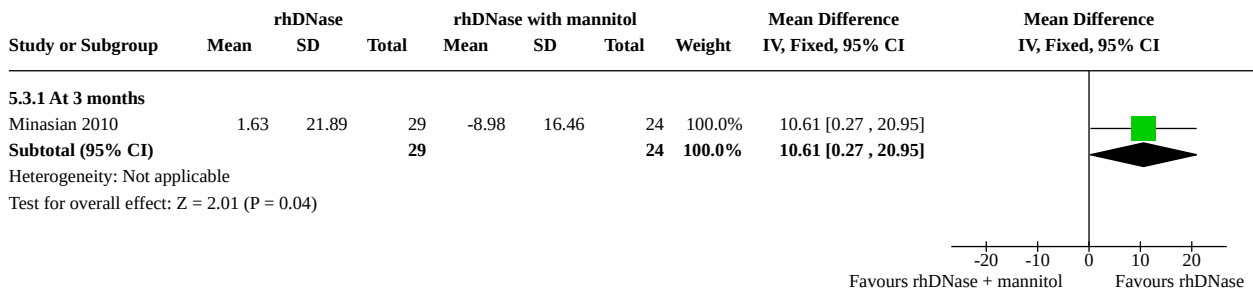 rhDNase rhDNase with mannitol Mean Difference Mean Difference
Study or Subgroup Mean SD Total Mean SD Total Weight IV, Fixed, 95% CI IV, Fixed, 95% CI
5.3.1 At 3 months
Minasian 2010 1.63 21.89 29 -8.98 16.46 24 100.0% 10.61 [0.27 , 20.95]
Subtotal (95% CI) 29 24 100.0% 10.61 [0.27 , 20.95]
Heterogeneity: Not applicable
Test for overall effect: Z = 2.01 (P = 0.04)
-20 -10 0 10 20
Favours rhDNase + mannitol Favours rhDNase